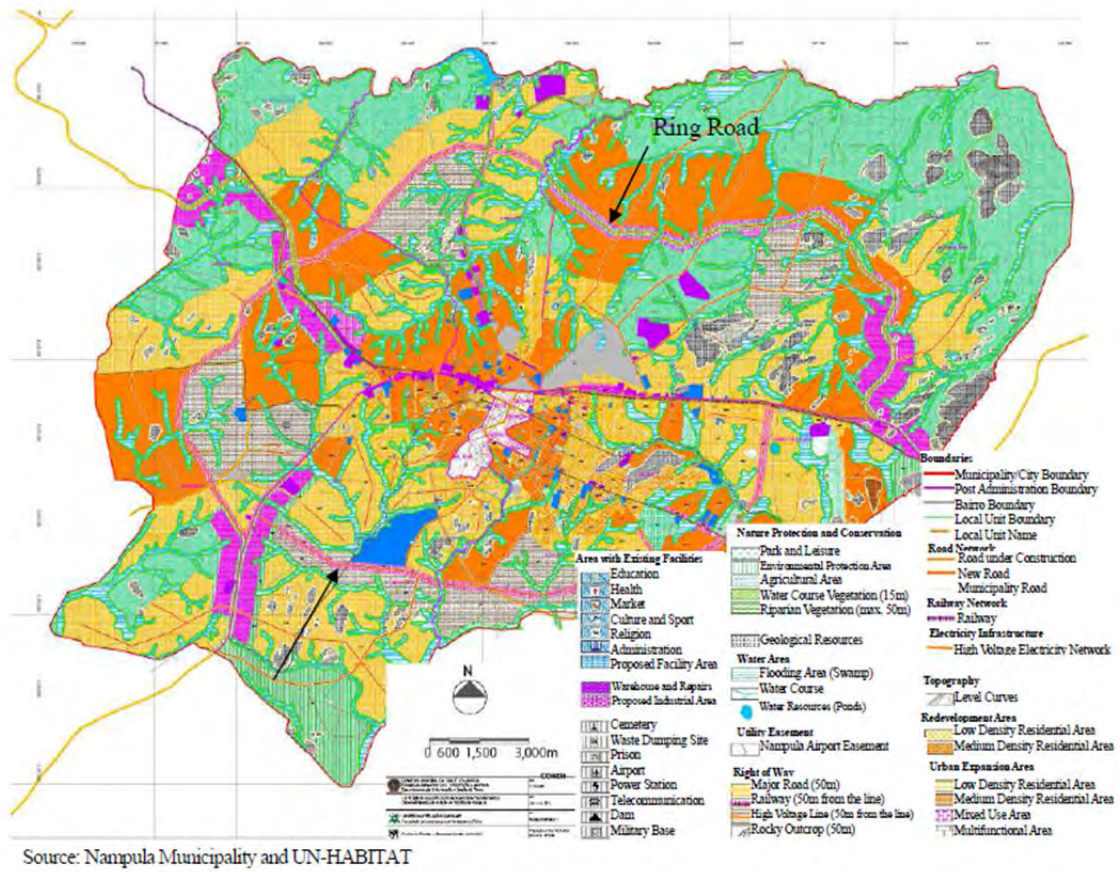 Ring Road
N
0 600 1,500 3,000m
Area with Existing Facilities
Education
Health
Market
Culture and Sport
Religion
Administration
Proposed Facility Area
Warehouse and Repairs
Proposed Industrial Area
Cemetery
Waste Dumping Site
Prison
Airport
Power Station
Telecommunication
Dam
Military Base
Nature Protection and Conservation
Park and Leisure
Environmental Protection Area
Agricultural Area
Water Course Vegetation (15m)
Riparian Vegetation (max. 50m)
Geological Resources
Water Area
Flooding Area (Swamp)
Water Course
Water Resources (Ponds)
Utility Easement
Nampula Airport Easement
Right of Way
Major Road (50m)
Railway (50m from the line)
High Voltage Line (50m from the line)
Rocky Outcrop (50m)
Boundaries
Municipality/City Boundary
Post Administration Boundary
Bairro Boundary
Local Unit Boundary
Local Unit Name
Road Network
Road under Construction
New Road
Municipality Road
Railway Network
Railway
Electricity Infrastructure
High Voltage Electricity Network
Topography
Level Curves
Redevelopment Area
Low Density Residential Area
Medium Density Residential Area
Urban Expansion Area
Low Density Residential Area
Medium Density Residential Area
Mixed Use Area
Multifunctional Area
Source: Nampula Municipality and UN-HABITAT